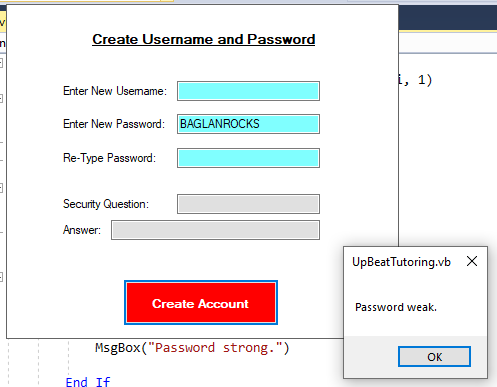 Create Username and Password
i, 1)
Enter New Username:
Enter New Password: BAGLANROCKS
Re-Type Password:
Security Question:
Answer:
Create Account
UpBeatTutoring.vb
Password weak.
OK
MsgBox("Password strong.")
End If